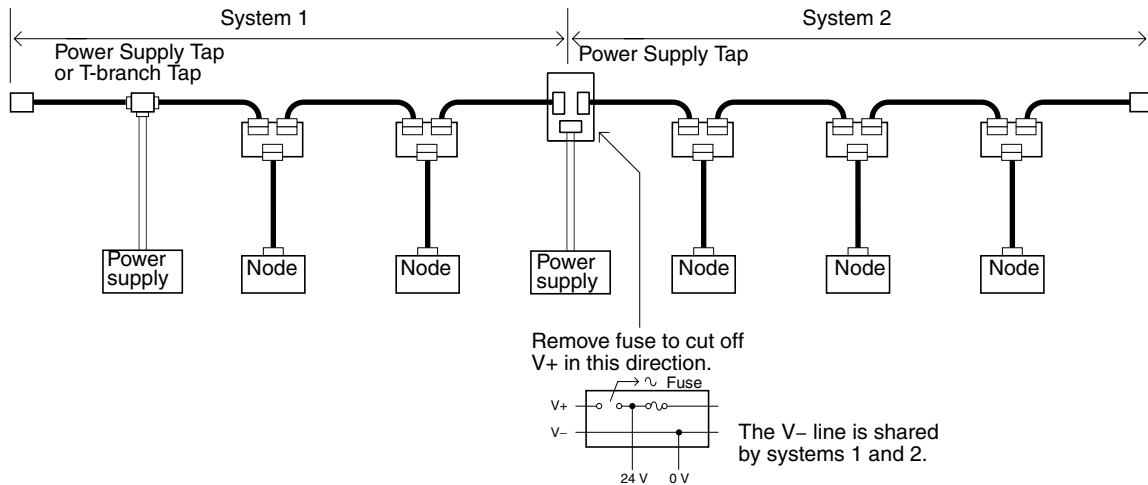 System 1
System 2
Power Supply Tap
or T-branch Tap
Power Supply Tap
Power
supply
Node
Node
Power
supply
Node
Node
Node
Remove fuse to cut off
V+ in this direction.
Fuse
V+
V−
24 V
0 V
The V− line is shared
by systems 1 and 2.